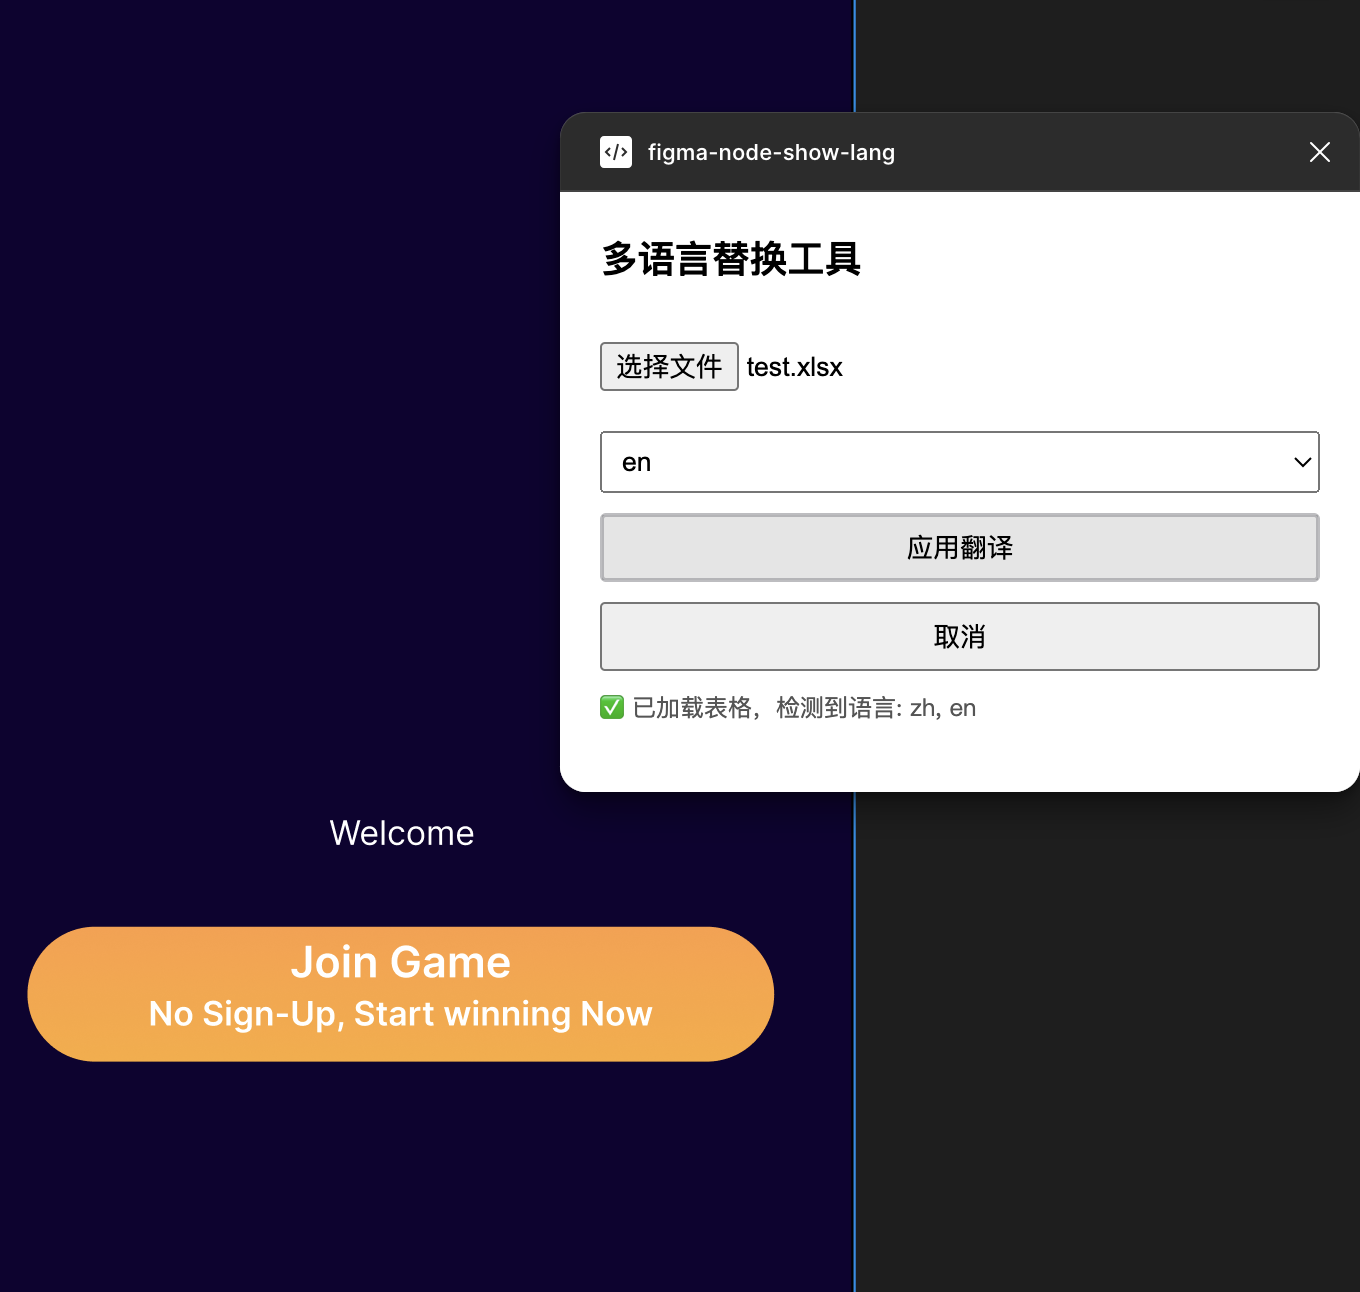 figma-node-show-lang
多语言替换工具
选择文件 test.xlsx
en
应用翻译
取消
✅ 已加载表格，检测到语言: zh, en
Welcome
Join Game
No Sign-Up, Start winning Now